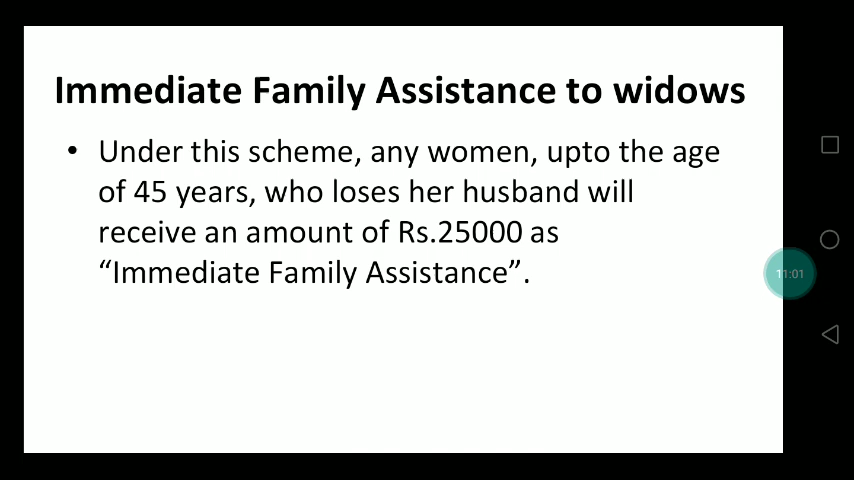 Immediate Family Assistance to widows
• Under this scheme, any women, upto the age
of 45 years, who loses her husband will
receive an amount of Rs.25000 as
“Immediate Family Assistance”.
11:01